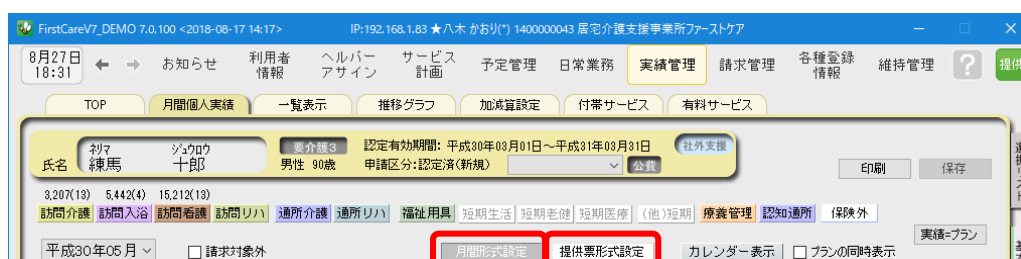 FirstCareV7_DEMO 7.0.100 <2018-08-17 14:17> IP:192.168.1.83 ★八木 かおり(*) 1400000043 居宅介護支援事業所ファーストケア
8月27日 お知らせ 利用者 ヘルパー サービス 予定管理 日常業務 実績管理 請求管理 各種登録 維持管理 ? 提供
18:31 情報 アサイン 計画 情報
TOP 月間個人実績 一覧表示 推移グラフ 加減算設定 付帯サービス 有料サービス
ネリマ ジュウロウ 要介護3 認定有効期間: 平成30年03月01日～平成31年03月31日 社外支援
氏名 練馬 十郎 男性 90歳 申請区分:認定済(新規) 公費
印刷 保存
3,207(13) 5,442(4) 15,212(13)
訪問介護 訪問入浴 訪問看護 訪問リハ 通所介護 通所リハ 福祉用具 短期生活 短期老健 短期医療 (他)短期 療養管理 認知通所 保険外
実績=プラン
平成30年05月 請求対象外 月間形式設定 提供票形式設定 カレンダー表示 プランの同時表示